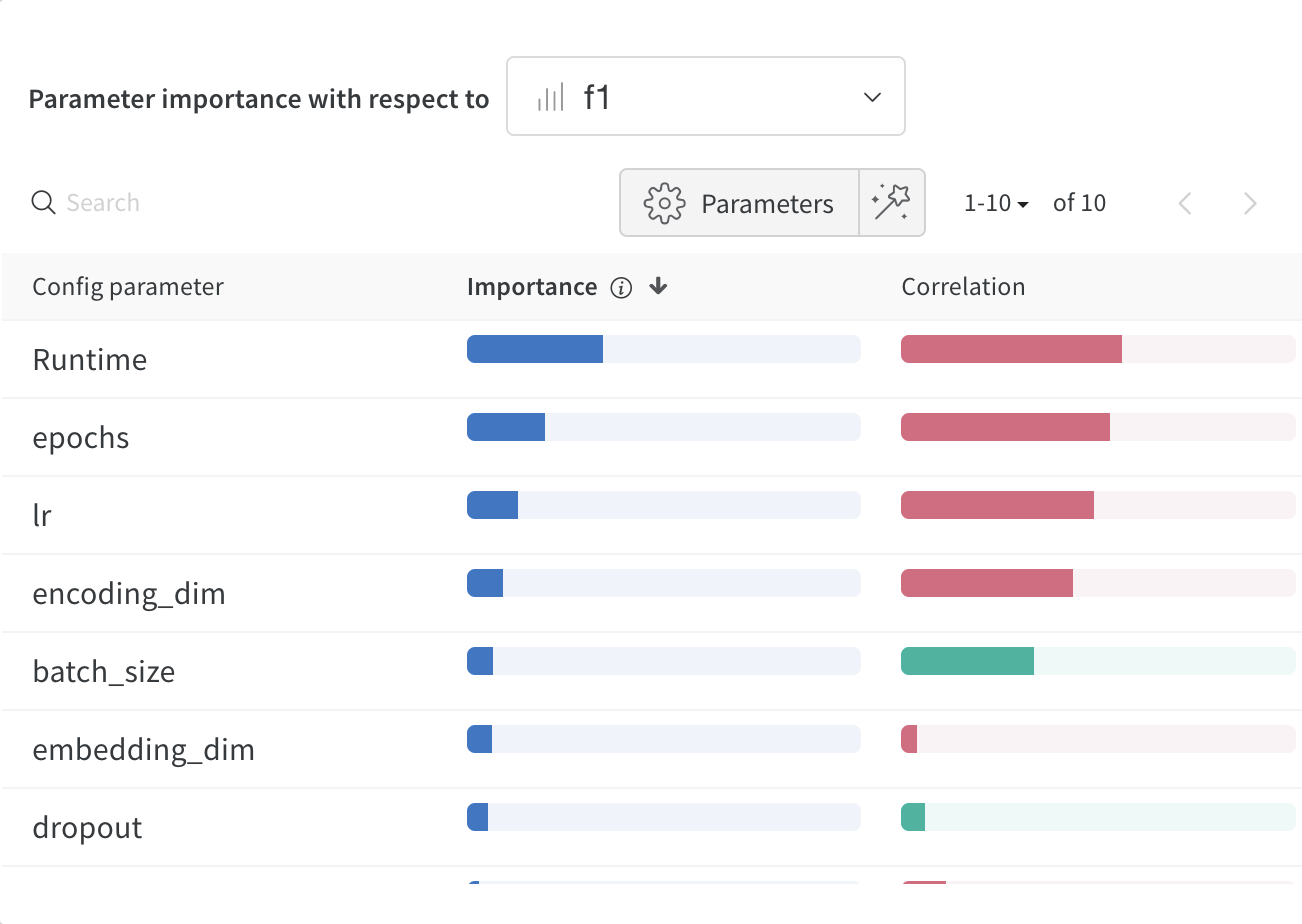 Parameter importance with respect to f1
Search Parameters 1-10 of 10
Config parameter Importance Correlation
Runtime
epochs
lr
encoding_dim
batch_size
embedding_dim
dropout